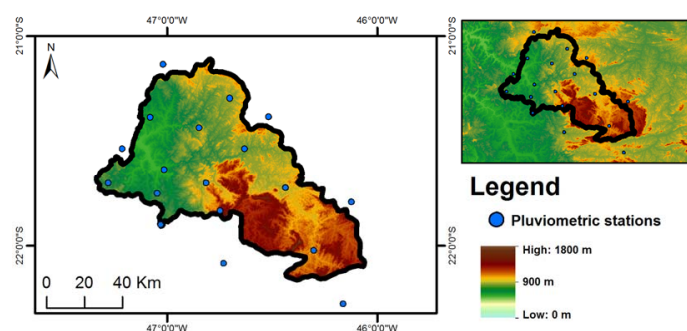 47°0'0"W 46°0'0"W
21°0'0"S
21°0'0"S
N
22°0'0"S
22°0'0"S
0 20 40 Km
47°0'0"W 46°0'0"W
Legend
Pluviometric stations
High: 1800 m
900 m
Low: 0 m